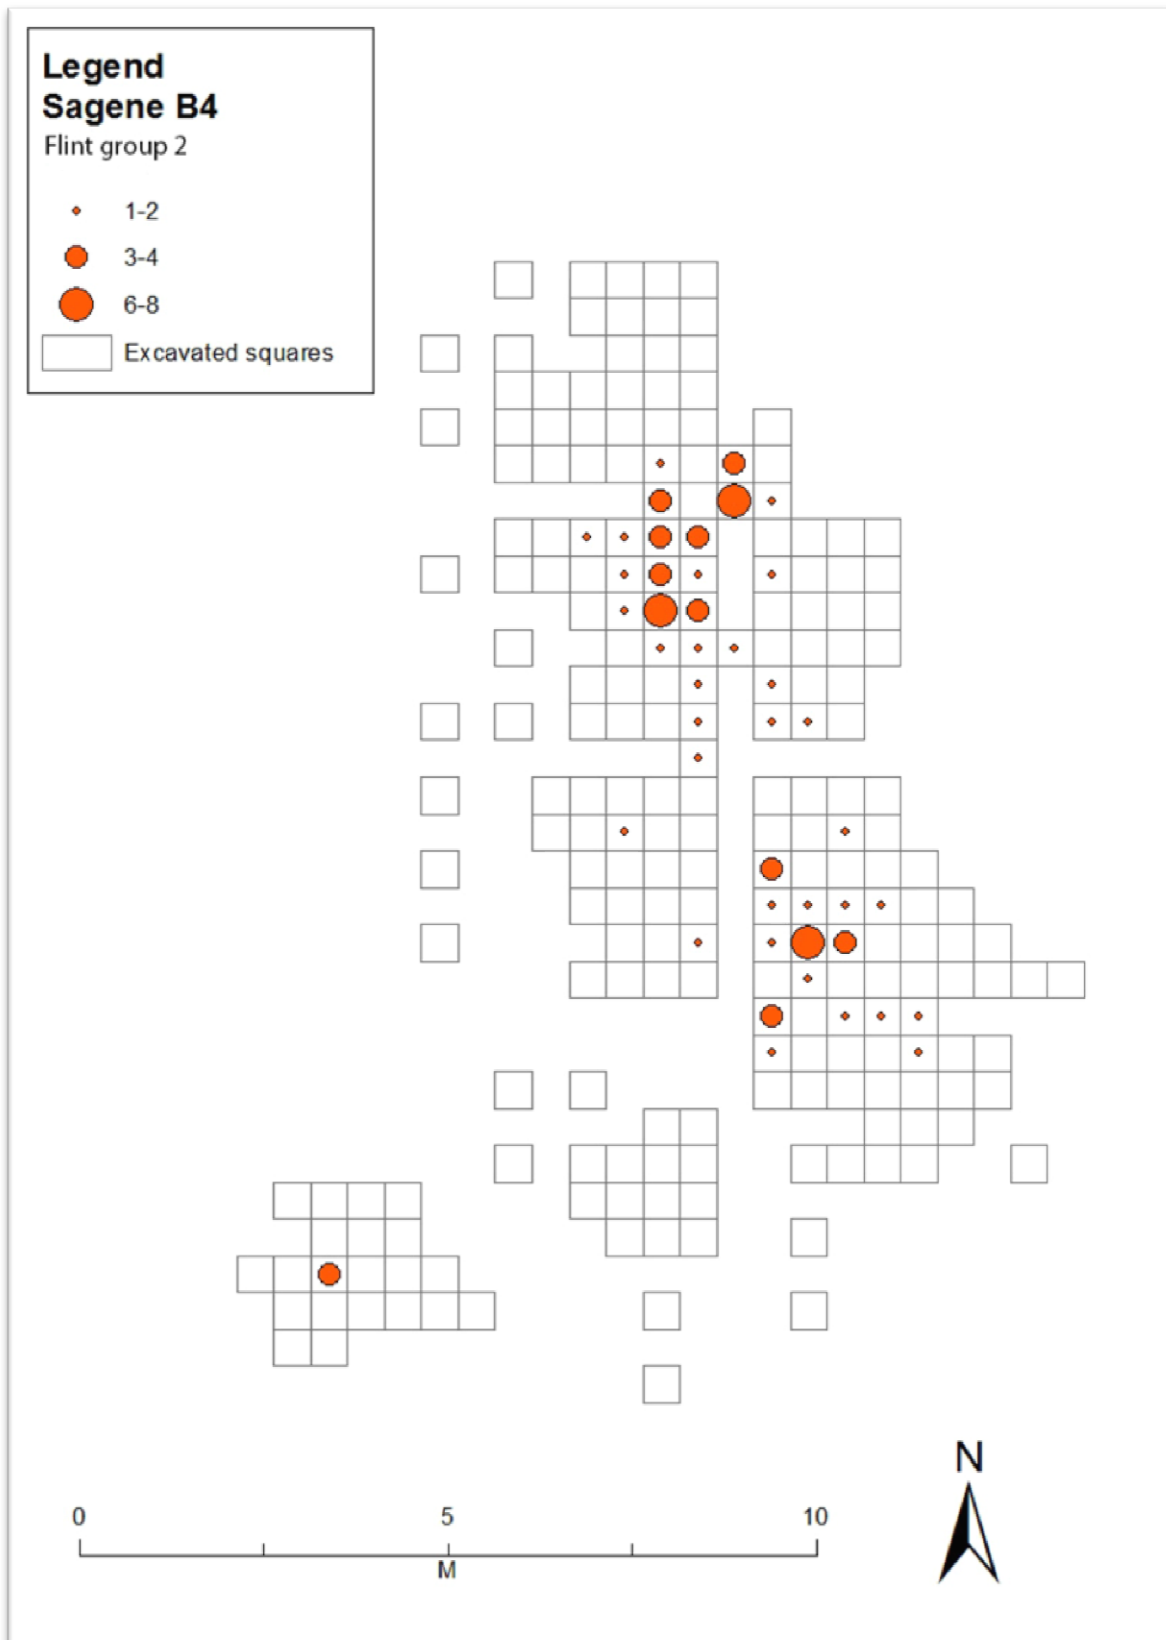 Legend
Sagene B4
Flint group 2
1-2
3-4
6-8
Excavated squares
N
0 5 10
M